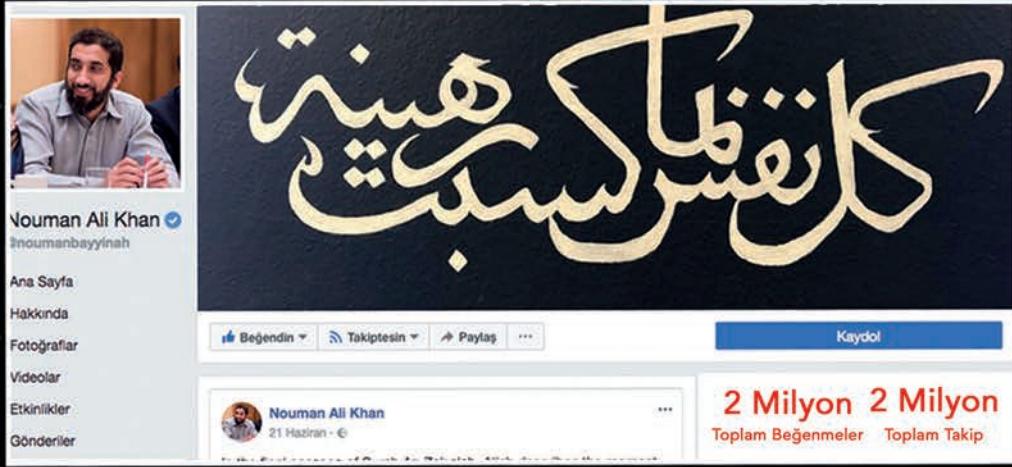 كل نفس بما كسبت رهينة
Nouman Ali Khan
@noumanbayyinah
Ana Sayfa
Hakkında
Fotoğraflar
Videolar
Etkinlikler
Gönderiler
Beğendin
Takiptesin
Paylaş
Kaydol
Nouman Ali Khan
21 Haziran
2 Milyon
Toplam Beğenmeler
2 Milyon
Toplam Takip